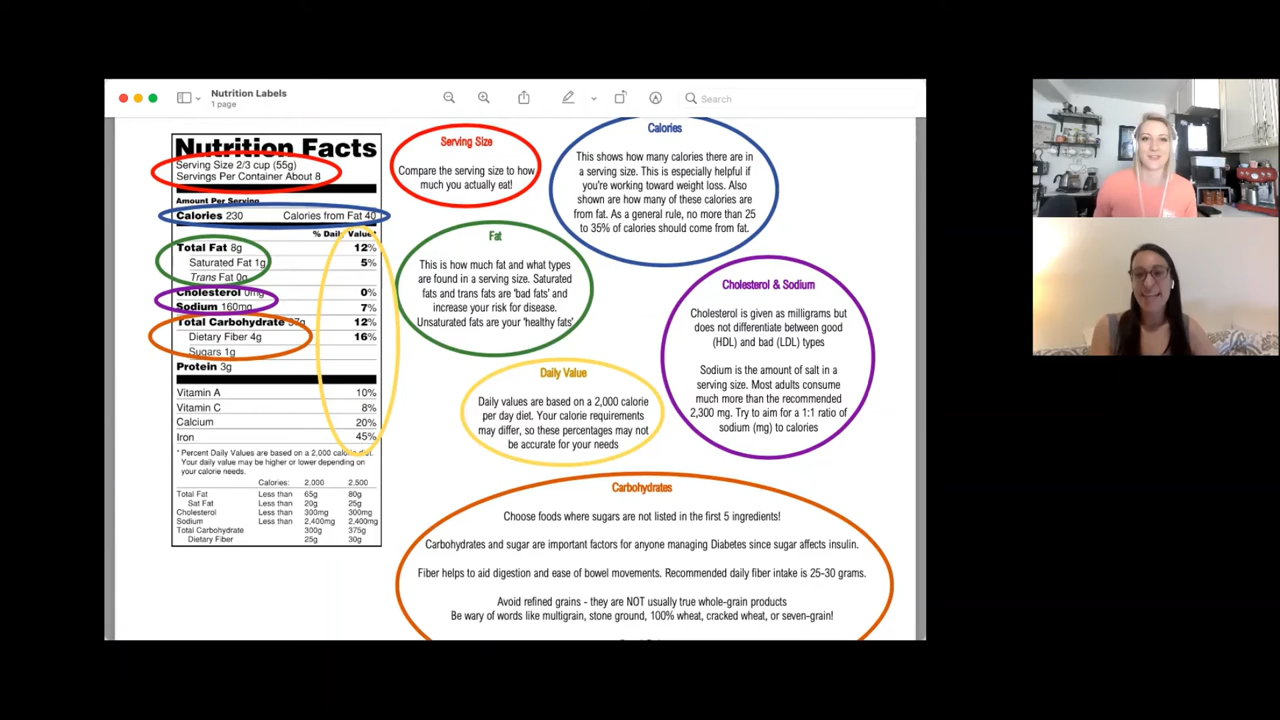 Nutrition Labels
1 page
Search
Nutrition Facts
Serving Size 2/3 cup (55g)
Servings Per Container About 8
Amount Per Serving
Calories 230 Calories from Fat 40
% Daily Value*
Total Fat 8g 12%
Saturated Fat 1g 5%
Trans Fat 0g
Cholesterol 0mg 0%
Sodium 160mg 7%
Total Carbohydrate 37g 12%
Dietary Fiber 4g 16%
Sugars 1g
Protein 3g
Vitamin A 10%
Vitamin C 8%
Calcium 20%
Iron 45%
* Percent Daily Values are based on a 2,000 calorie diet.
Your daily value may be higher or lower depending on
your calorie needs.
Calories: 2,000 2,500
Total Fat Less than 65g 80g
Sat Fat Less than 20g 25g
Cholesterol Less than 300mg 300mg
Sodium Less than 2,400mg 2,400mg
Total Carbohydrate 300g 375g
Dietary Fiber 25g 30g
Serving Size
Compare the serving size to how
much you actually eat!
Calories
This shows how many calories there are in
a serving size. This is especially helpful if
you're working toward weight loss. Also
shown are how many of these calories are
from fat. As a general rule, no more than 25
to 35% of calories should come from fat.
Fat
This is how much fat and what types
are found in a serving size. Saturated
fats and trans fats are 'bad fats' and
increase your risk for disease.
Unsaturated fats are your 'healthy fats'
Cholesterol & Sodium
Cholesterol is given as milligrams but
does not differentiate between good
(HDL) and bad (LDL) types
Sodium is the amount of salt in a
serving size. Most adults consume
much more than the recommended
2,300 mg. Try to aim for a 1:1 ratio of
sodium (mg) to calories
Daily Value
Daily values are based on a 2,000 calorie
per day diet. Your calorie requirements
may differ, so these percentages may not
be accurate for your needs
Carbohydrates
Choose foods where sugars are not listed in the first 5 ingredients!
Carbohydrates and sugar are important factors for anyone managing Diabetes since sugar affects insulin.
Fiber helps to aid digestion and ease of bowel movements. Recommended daily fiber intake is 25-30 grams.
Avoid refined grains - they are NOT usually true whole-grain products
Be wary of words like multigrain, stone ground, 100% wheat, cracked wheat, or seven-grain!